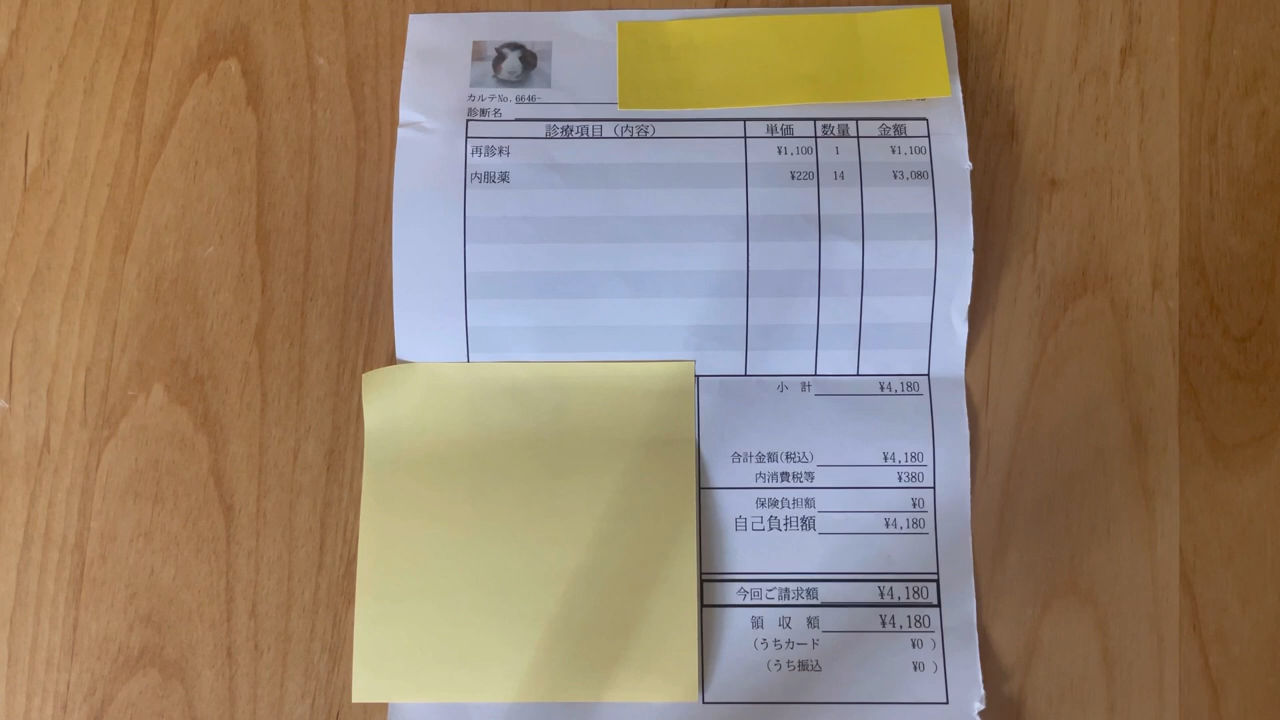 カルテNo. 6646-
診断名
診療項目(内容) 単価 数量 金額
再診料 ¥1,100 1 ¥1,100
内服薬 ¥220 14 ¥3,080
小 計 ¥4,180
合計金額(税込) ¥4,180
内消費税等 ¥380
保険負担額 ¥0
自己負担額 ¥4,180
今回ご請求額 ¥4,180
領 収 額 ¥4,180
(うちカード ¥0 )
(うち振込 ¥0 )